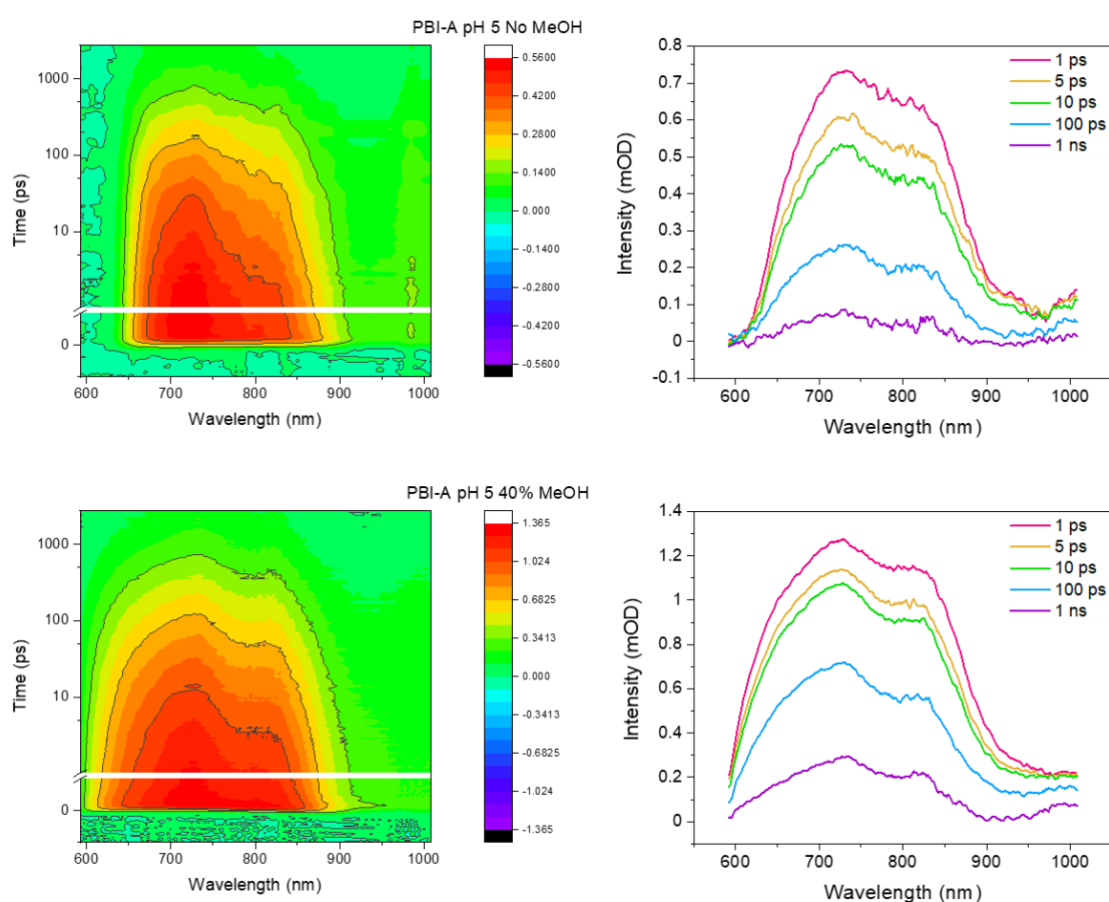 PBI-A pH 5 No MeOH
0.5600
0.4200
0.2800
0.1400
0.000
-0.1400
-0.2800
-0.4200
-0.5600
1000
100
10
0
Time (ps)
600 700 800 900 1000
Wavelength (nm)
0.8
0.7
0.6
0.5
0.4
0.3
0.2
0.1
0
-0.1
Intensity (mOD)
1 ps
5 ps
10 ps
100 ps
1 ns
600 700 800 900 1000
Wavelength (nm)
PBI-A pH 5 40% MeOH
1.365
1.024
0.6825
0.3413
0.000
-0.3413
-0.6825
-1.024
-1.365
1000
100
10
0
Time (ps)
600 700 800 900 1000
Wavelength (nm)
1.4
1.2
1
0.8
0.6
0.4
0.2
0
Intensity (mOD)
1 ps
5 ps
10 ps
100 ps
1 ns
600 700 800 900 1000
Wavelength (nm)